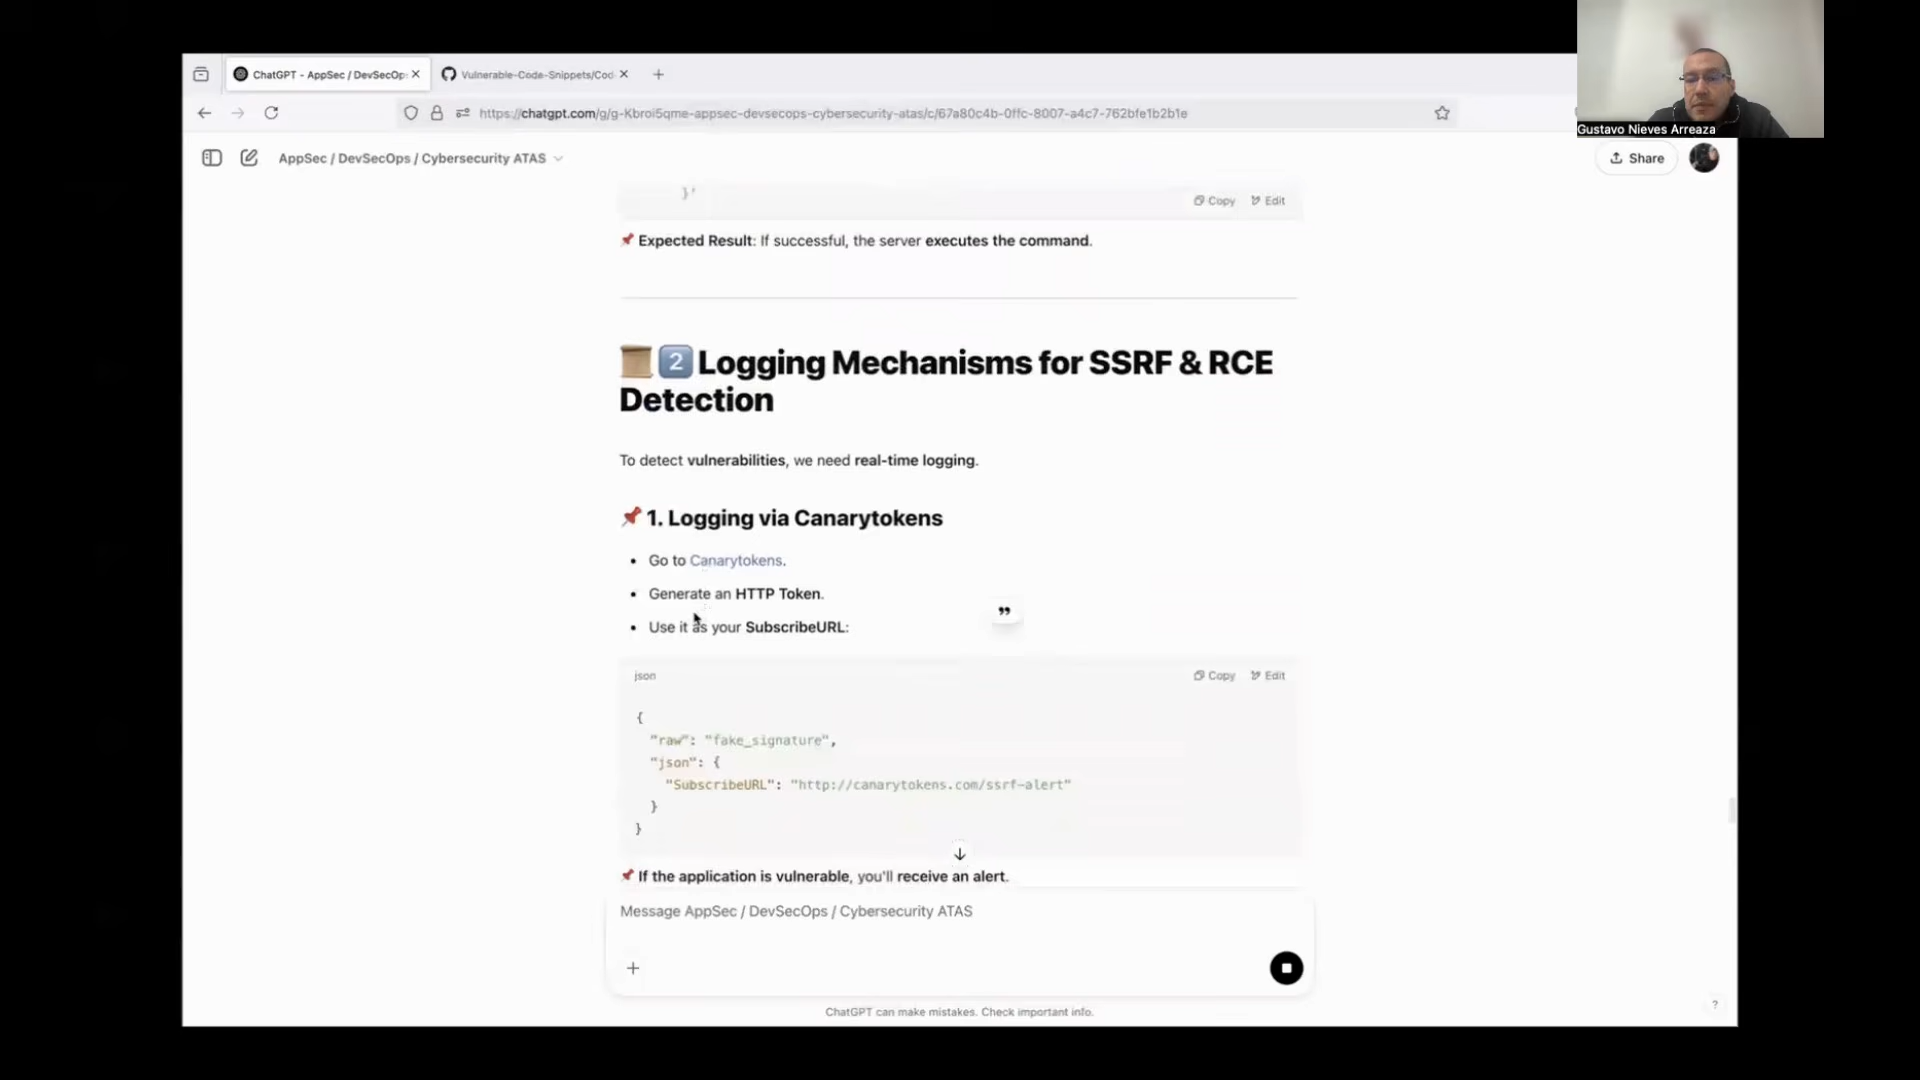 ChatGPT - AppSec / DevSecOp
Vulnerable-Code-Snippets/Cod
https://chatgpt.com/g/g-Kbroi5qme-appsec-devsecops-cybersecurity-atas/c/67a80c4b-0ffc-8007-a4c7-762bfe1b2b1e
Gustavo Nieves Arreaza
AppSec / DevSecOps / Cybersecurity ATAS
Share
}'
Copy Edit
📌 Expected Result: If successful, the server executes the command.
📜2️⃣ Logging Mechanisms for SSRF & RCE
Detection
To detect vulnerabilities, we need real-time logging.
📌 1. Logging via Canarytokens
• Go to Canarytokens.
• Generate an HTTP Token.
• Use it as your SubscribeURL:
json
Copy Edit
{
"raw": "fake_signature",
"json": {
"SubscribeURL": "http://canarytokens.com/ssrf-alert"
}
}
📌 If the application is vulnerable, you'll receive an alert.
Message AppSec / DevSecOps / Cybersecurity ATAS
ChatGPT can make mistakes. Check important info.
?